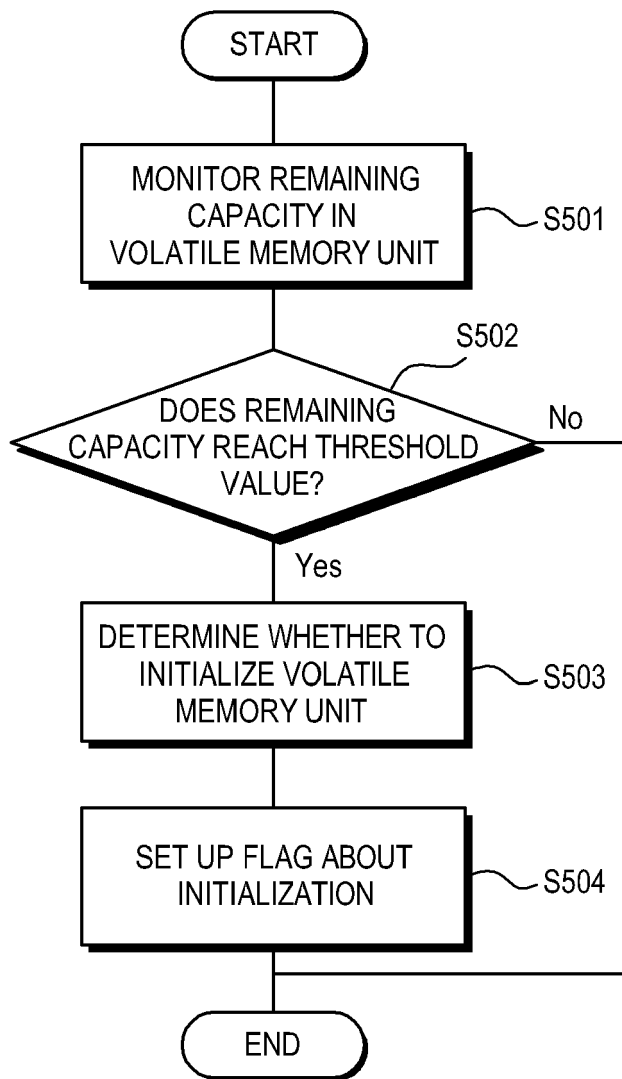 START
MONITOR REMAINING
CAPACITY IN
VOLATILE MEMORY UNIT
S501
S502
DOES REMAINING
CAPACITY REACH THRESHOLD
VALUE?
No
Yes
DETERMINE WHETHER TO
INITIALIZE VOLATILE
MEMORY UNIT
S503
SET UP FLAG ABOUT
INITIALIZATION
S504
END